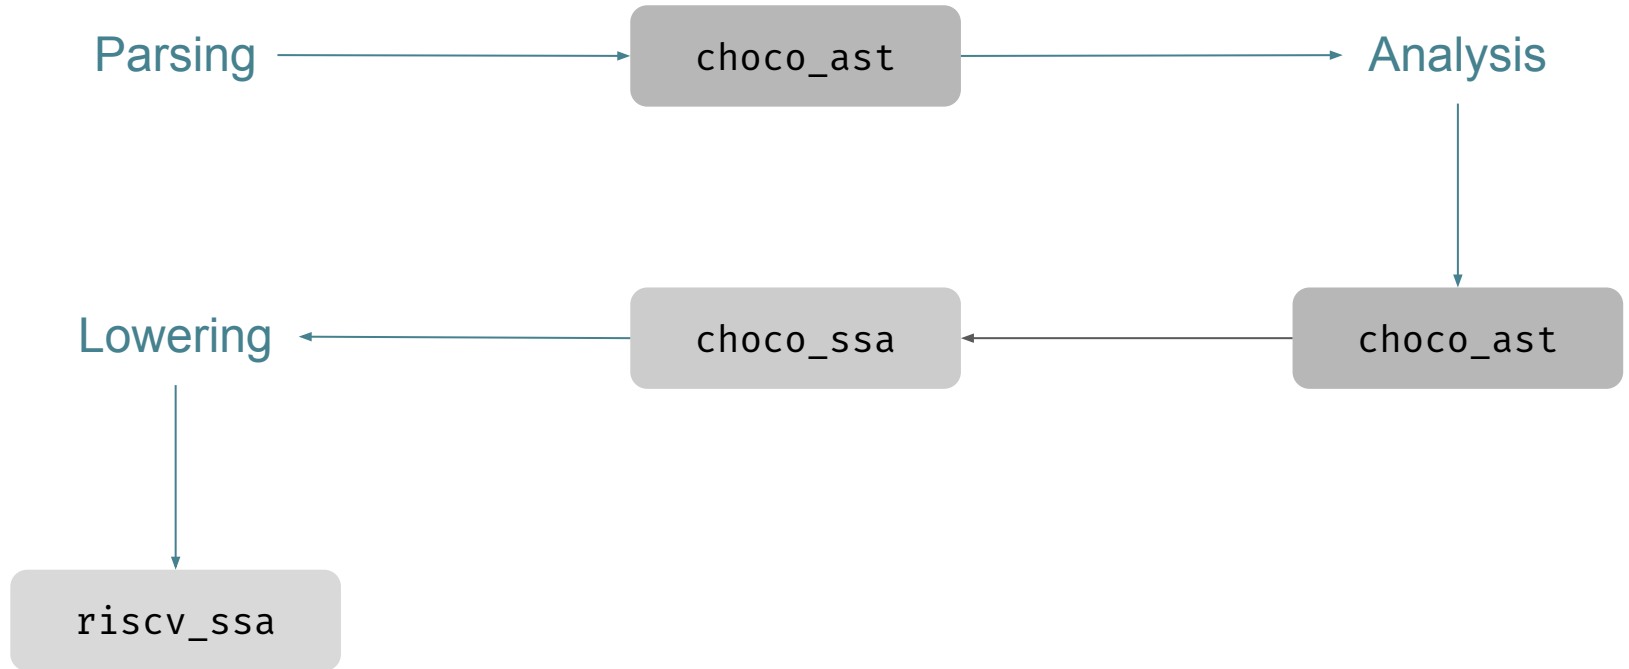 Parsing
choco_ast
Analysis
Lowering
choco_ssa
choco_ast
riscv_ssa